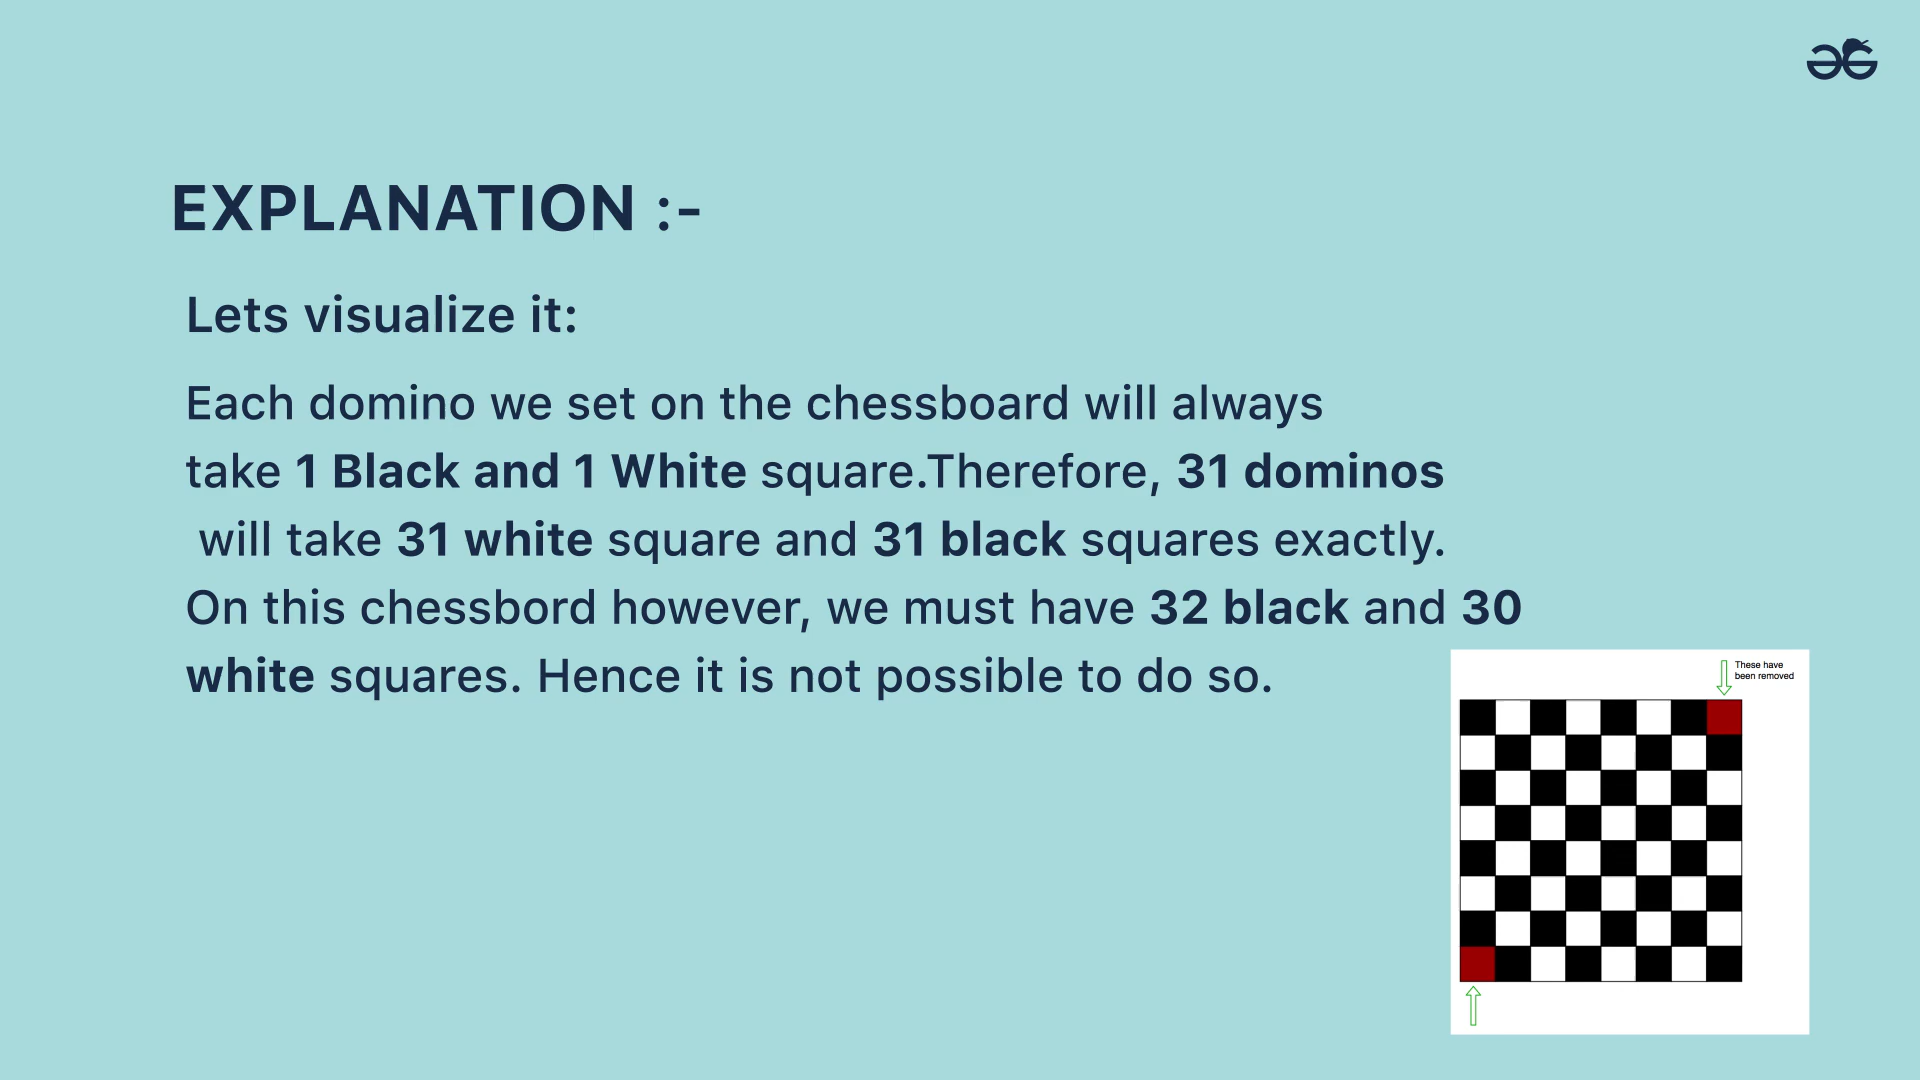 EXPLANATION :-
Lets visualize it:
Each domino we set on the chessboard will always
take 1 Black and 1 White square.Therefore, 31 dominos
will take 31 white square and 31 black squares exactly.
On this chessbord however, we must have 32 black and 30
white squares. Hence it is not possible to do so.
These have
been removed